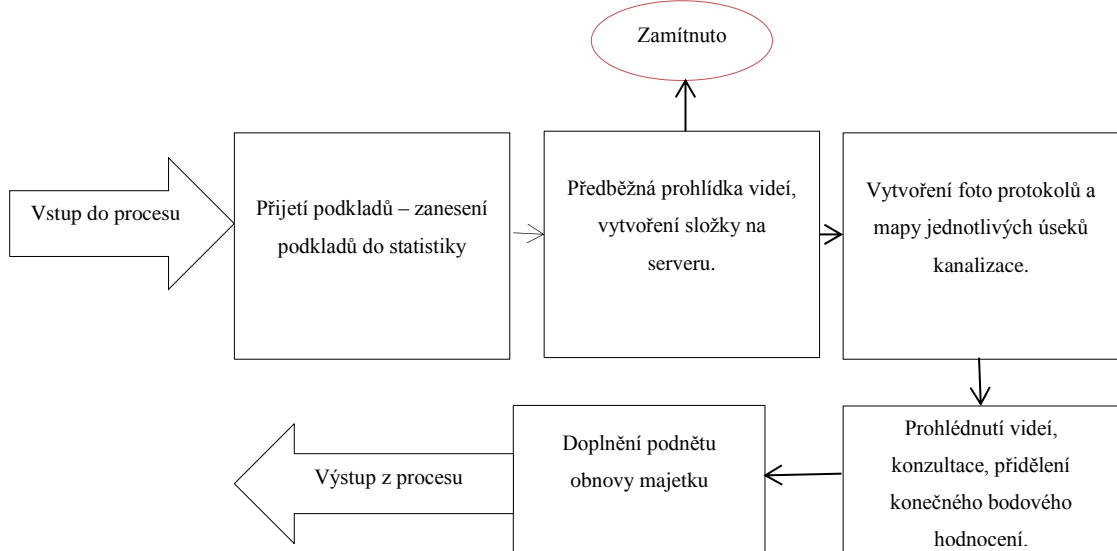 Zamítnuto
Vstup do procesu
Přijetí podkladů – zanesení
podkladů do statistiky
Předběžná prohlídka videí,
vytvoření složky na
serveru.
Vytvoření foto protokolů a
mapy jednotlivých úseků
kanalizace.
Prohlédnutí videí,
konzultace, přidělení
konečného bodového
hodnocení.
Doplnění podnětu
obnovy majetku
Výstup z procesu